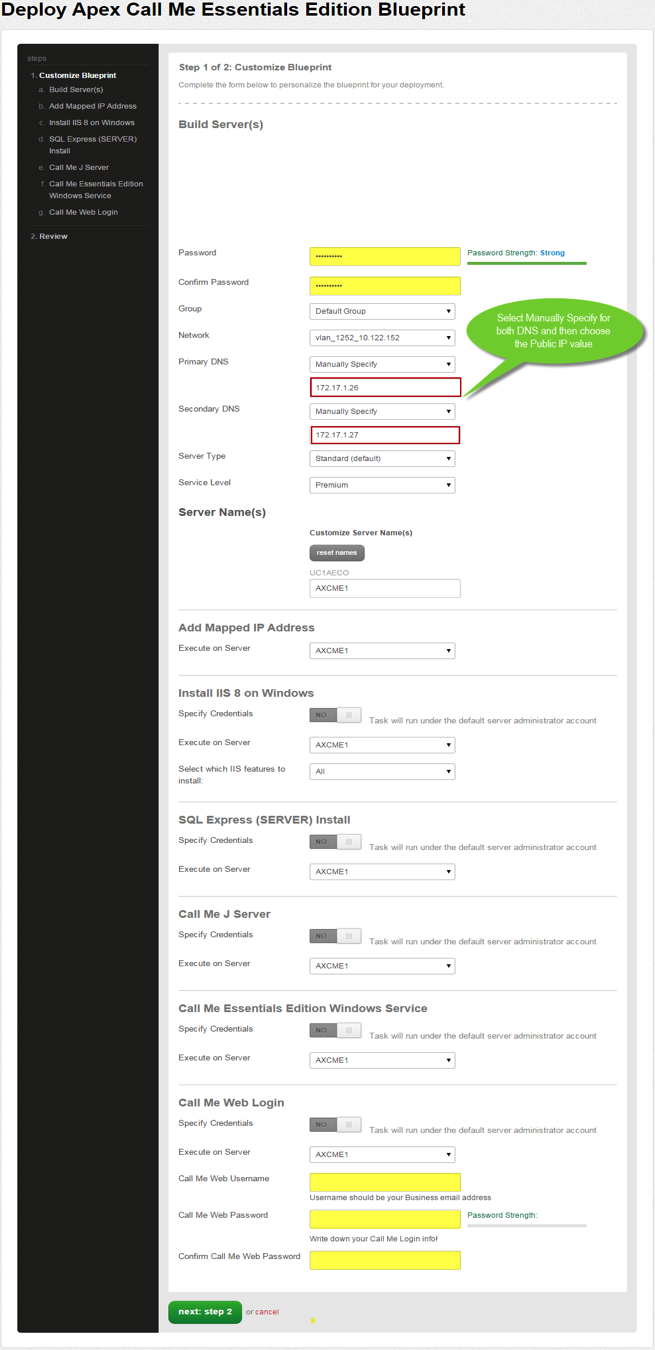 Deploy Apex Call Me Essentials Edition Blueprint
steps
1. Customize Blueprint
a. Build Server(s)
b. Add Mapped IP Address
c. Install IIS 8 on Windows
d. SQL Express (SERVER)
Install
e. Call Me J Server
f. Call Me Essentials Edition
Windows Service
g. Call Me Web Login
2. Review
Step 1 of 2: Customize Blueprint
Complete the form below to personalize the blueprint for your deployment.
Build Server(s)
Password
••••••••••
Password Strength: Strong
Confirm Password
••••••••••
Group
Default Group
Network
vlan_1252_10.122.152
Primary DNS
Manually Specify
172.17.1.26
Select Manually Specify for
both DNS and then choose
the Public IP value
Secondary DNS
Manually Specify
172.17.1.27
Server Type
Standard (default)
Service Level
Premium
Server Name(s)
Customize Server Name(s)
reset names
UC1AECO
AXCME1
Add Mapped IP Address
Execute on Server
AXCME1
Install IIS 8 on Windows
Specify Credentials
NO
Task will run under the default server administrator account
Execute on Server
AXCME1
Select which IIS features to
install:
All
SQL Express (SERVER) Install
Specify Credentials
NO
Task will run under the default server administrator account
Execute on Server
AXCME1
Call Me J Server
Specify Credentials
NO
Task will run under the default server administrator account
Execute on Server
AXCME1
Call Me Essentials Edition Windows Service
Specify Credentials
NO
Task will run under the default server administrator account
Execute on Server
AXCME1
Call Me Web Login
Specify Credentials
NO
Task will run under the default server administrator account
Execute on Server
AXCME1
Call Me Web Username
Username should be your Business email address
Call Me Web Password
Password Strength:
Write down your Call Me Login info!
Confirm Call Me Web Password
next: step 2
or cancel